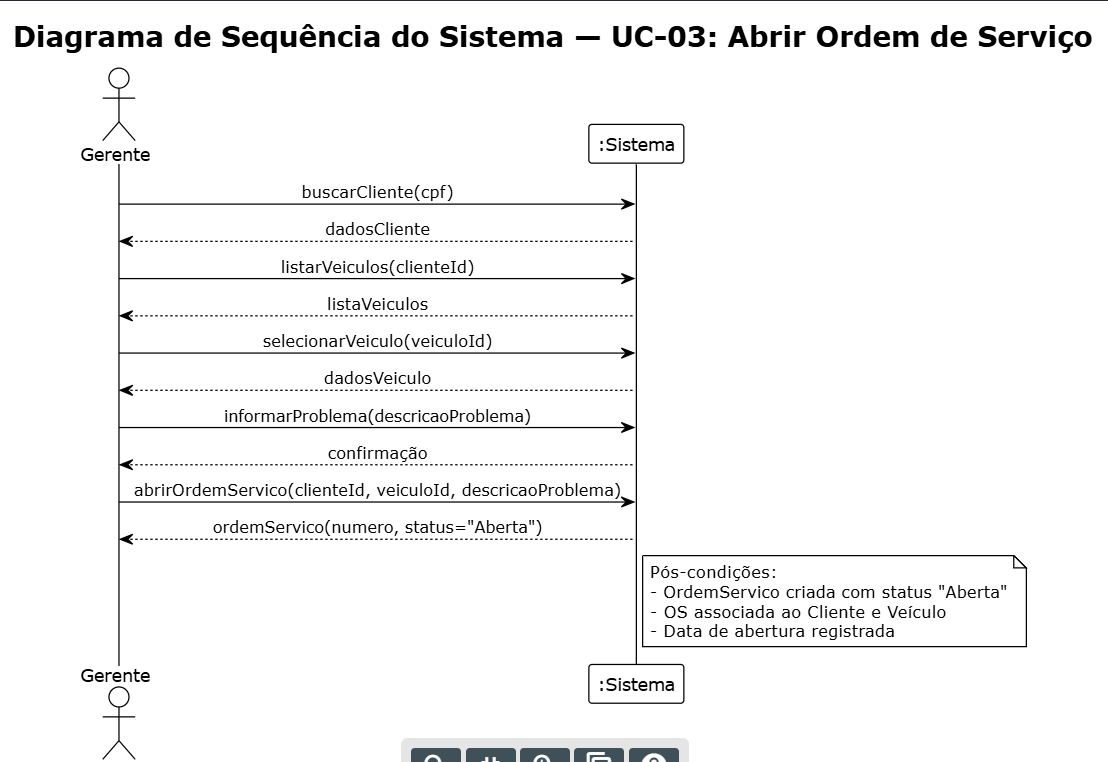 Diagrama de Sequência do Sistema — UC-03: Abrir Ordem de Serviço
Gerente
:Sistema
buscarCliente(cpf)
dadosCliente
listarVeiculos(clienteId)
listaVeiculos
selecionarVeiculo(veiculoId)
dadosVeiculo
informarProblema(descricaoProblema)
confirmação
abrirOrdemServico(clienteId, veiculoId, descricaoProblema)
ordemServico(numero, status="Aberta")
Pós-condições:
- OrdemServico criada com status "Aberta"
- OS associada ao Cliente e Veículo
- Data de abertura registrada
Gerente
:Sistema